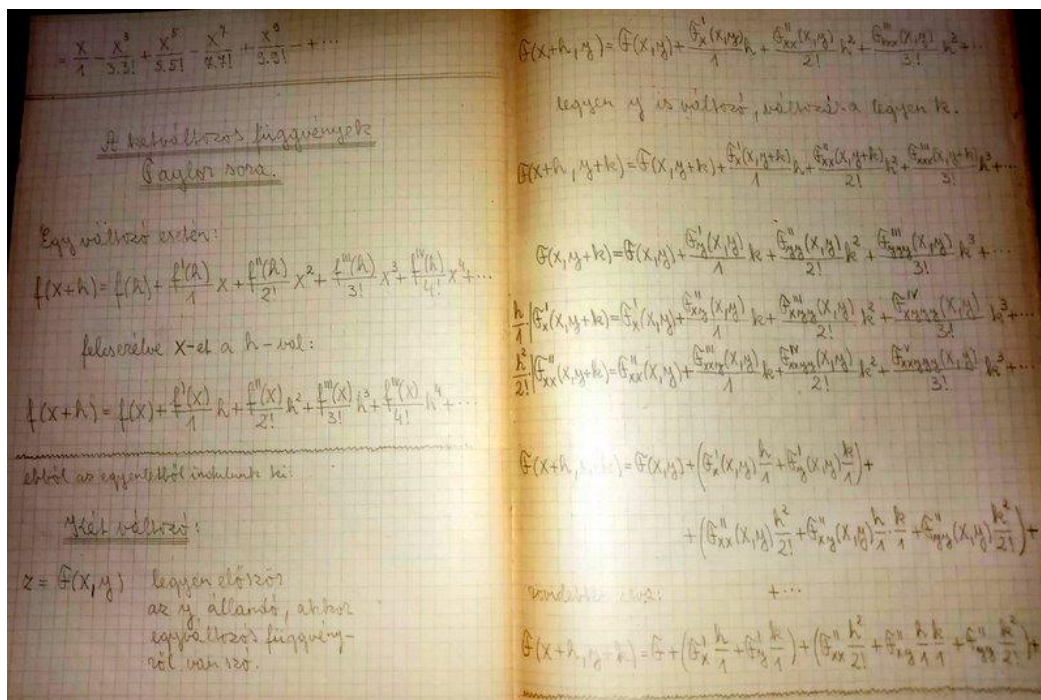 = x/1 - x³/3.3! + x⁵/5.5! - x⁷/7.7! + x⁹/9.9! - + ···
A kétváltozós függvények
Taylor sora.
Egy változó esetén:
f(x+h) = f(h) + f'(h)/1 x + f''(h)/2! x² + f'''(h)/3! x³ + f^IV(h)/4! x⁴ + ···
felcserélve x-et a h-val:
f(x+h) = f(x) + f'(x)/1 h + f''(x)/2! h² + f'''(x)/3! h³ + f^IV(x)/4! h⁴ + ···
ebből az egyenletből indulunk ki:
Két változó:
z = F(x,y) legyen először
az y állandó, akkor
egyváltozós függvény-
ről van szó.
F(x+h, y) = F(x,y) + F'x(x,y)/1 h + F''xx(x,y)/2! h² + F'''xxx(x,y)/3! h³ + ···
legyen y is változó, változása legyen k.
F(x+h, y+k) = F(x,y+k) + F'x(x,y+k)/1 h + F''xx(x,y+k)/2! h² + F'''xxx(x,y+k)/3! h³ + ···
F(x,y+k) = F(x,y) + F'y(x,y)/1 k + F''yy(x,y)/2! k² + F'''yyy(x,y)/3! k³ + ···
h/1 | F'x(x,y+k) = F'x(x,y) + F''xy(x,y)/1 k + F'''xyy(x,y)/2! k² + F^IVxyyy(x,y)/3! k³ + ···
h²/2! | F''xx(x,y+k) = F''xx(x,y) + F'''xxy(x,y)/1 k + F^IVxxyy(x,y)/2! k² + F^Vxxyyy(x,y)/3! k³ + ···
F(x+h, y+k) = F(x,y) + (F'x(x,y) h/1 + F'y(x,y) k/1) +
+ (F''xx(x,y) h²/2! + F''xy(x,y) h/1 · k/1 + F''yy(x,y) k²/2!) +
+ ···
F(x+h, y+k) = F + (F'x h/1 + F'y k/1) + (F''xx h²/2! + F''xy h/1 k/1 + F''yy k²/2!) +